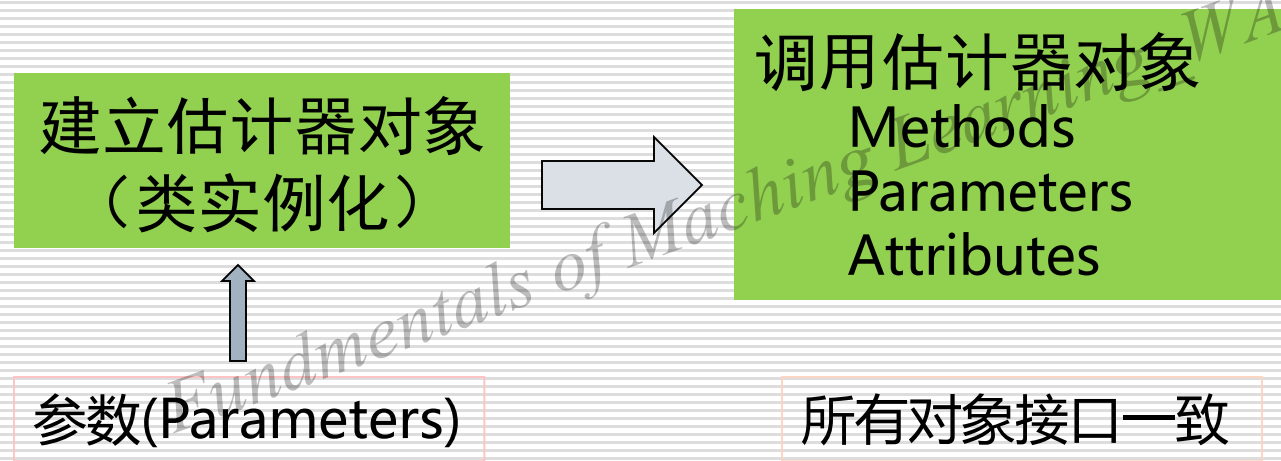 建立估计器对象
（类实例化）
参数(Parameters)
调用估计器对象
Methods
Parameters
Attributes
所有对象接口一致
Fundmentals of Maching Learning_WA